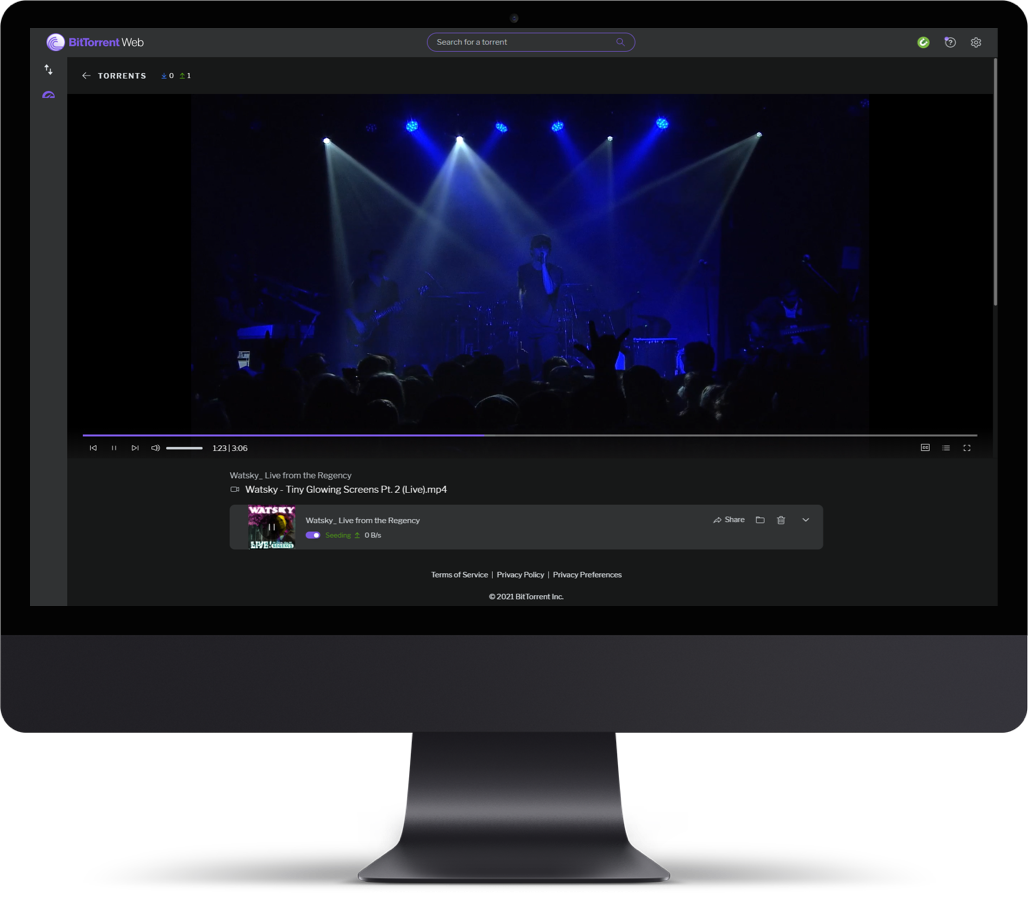 BitTorrent Web
Search for a torrent
TORRENTS 0 1
1:23 | 3:06
Watsky_ Live from the Regency
Watsky - Tiny Glowing Screens Pt. 2 (Live).mp4
WATSKY
LIVE!
Watsky_ Live from the Regency
Share
Seeding 0 B/s
Terms of Service | Privacy Policy | Privacy Preferences
© 2021 BitTorrent Inc.